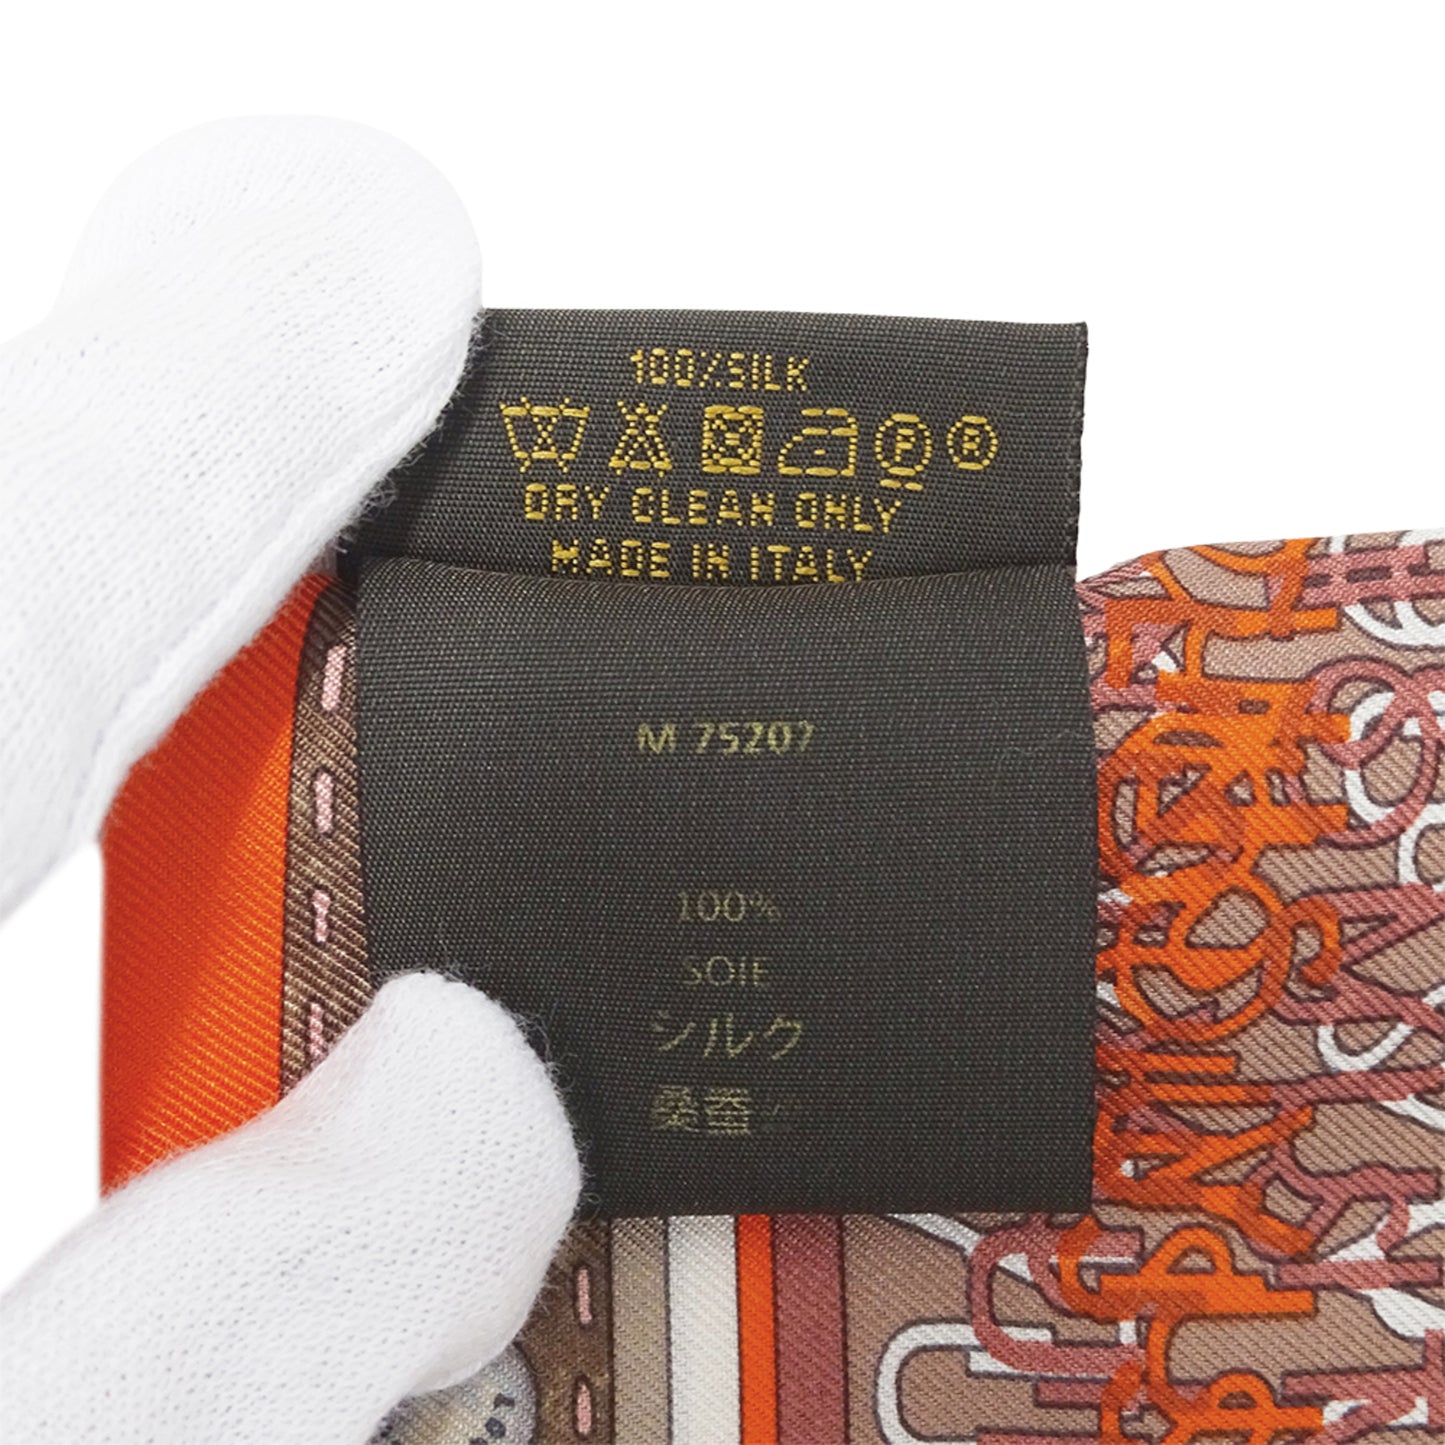 100%SILK
P R
DRY CLEAN ONLY
MADE IN ITALY
M 75207
100%
SOIE
シルク
桑蚕